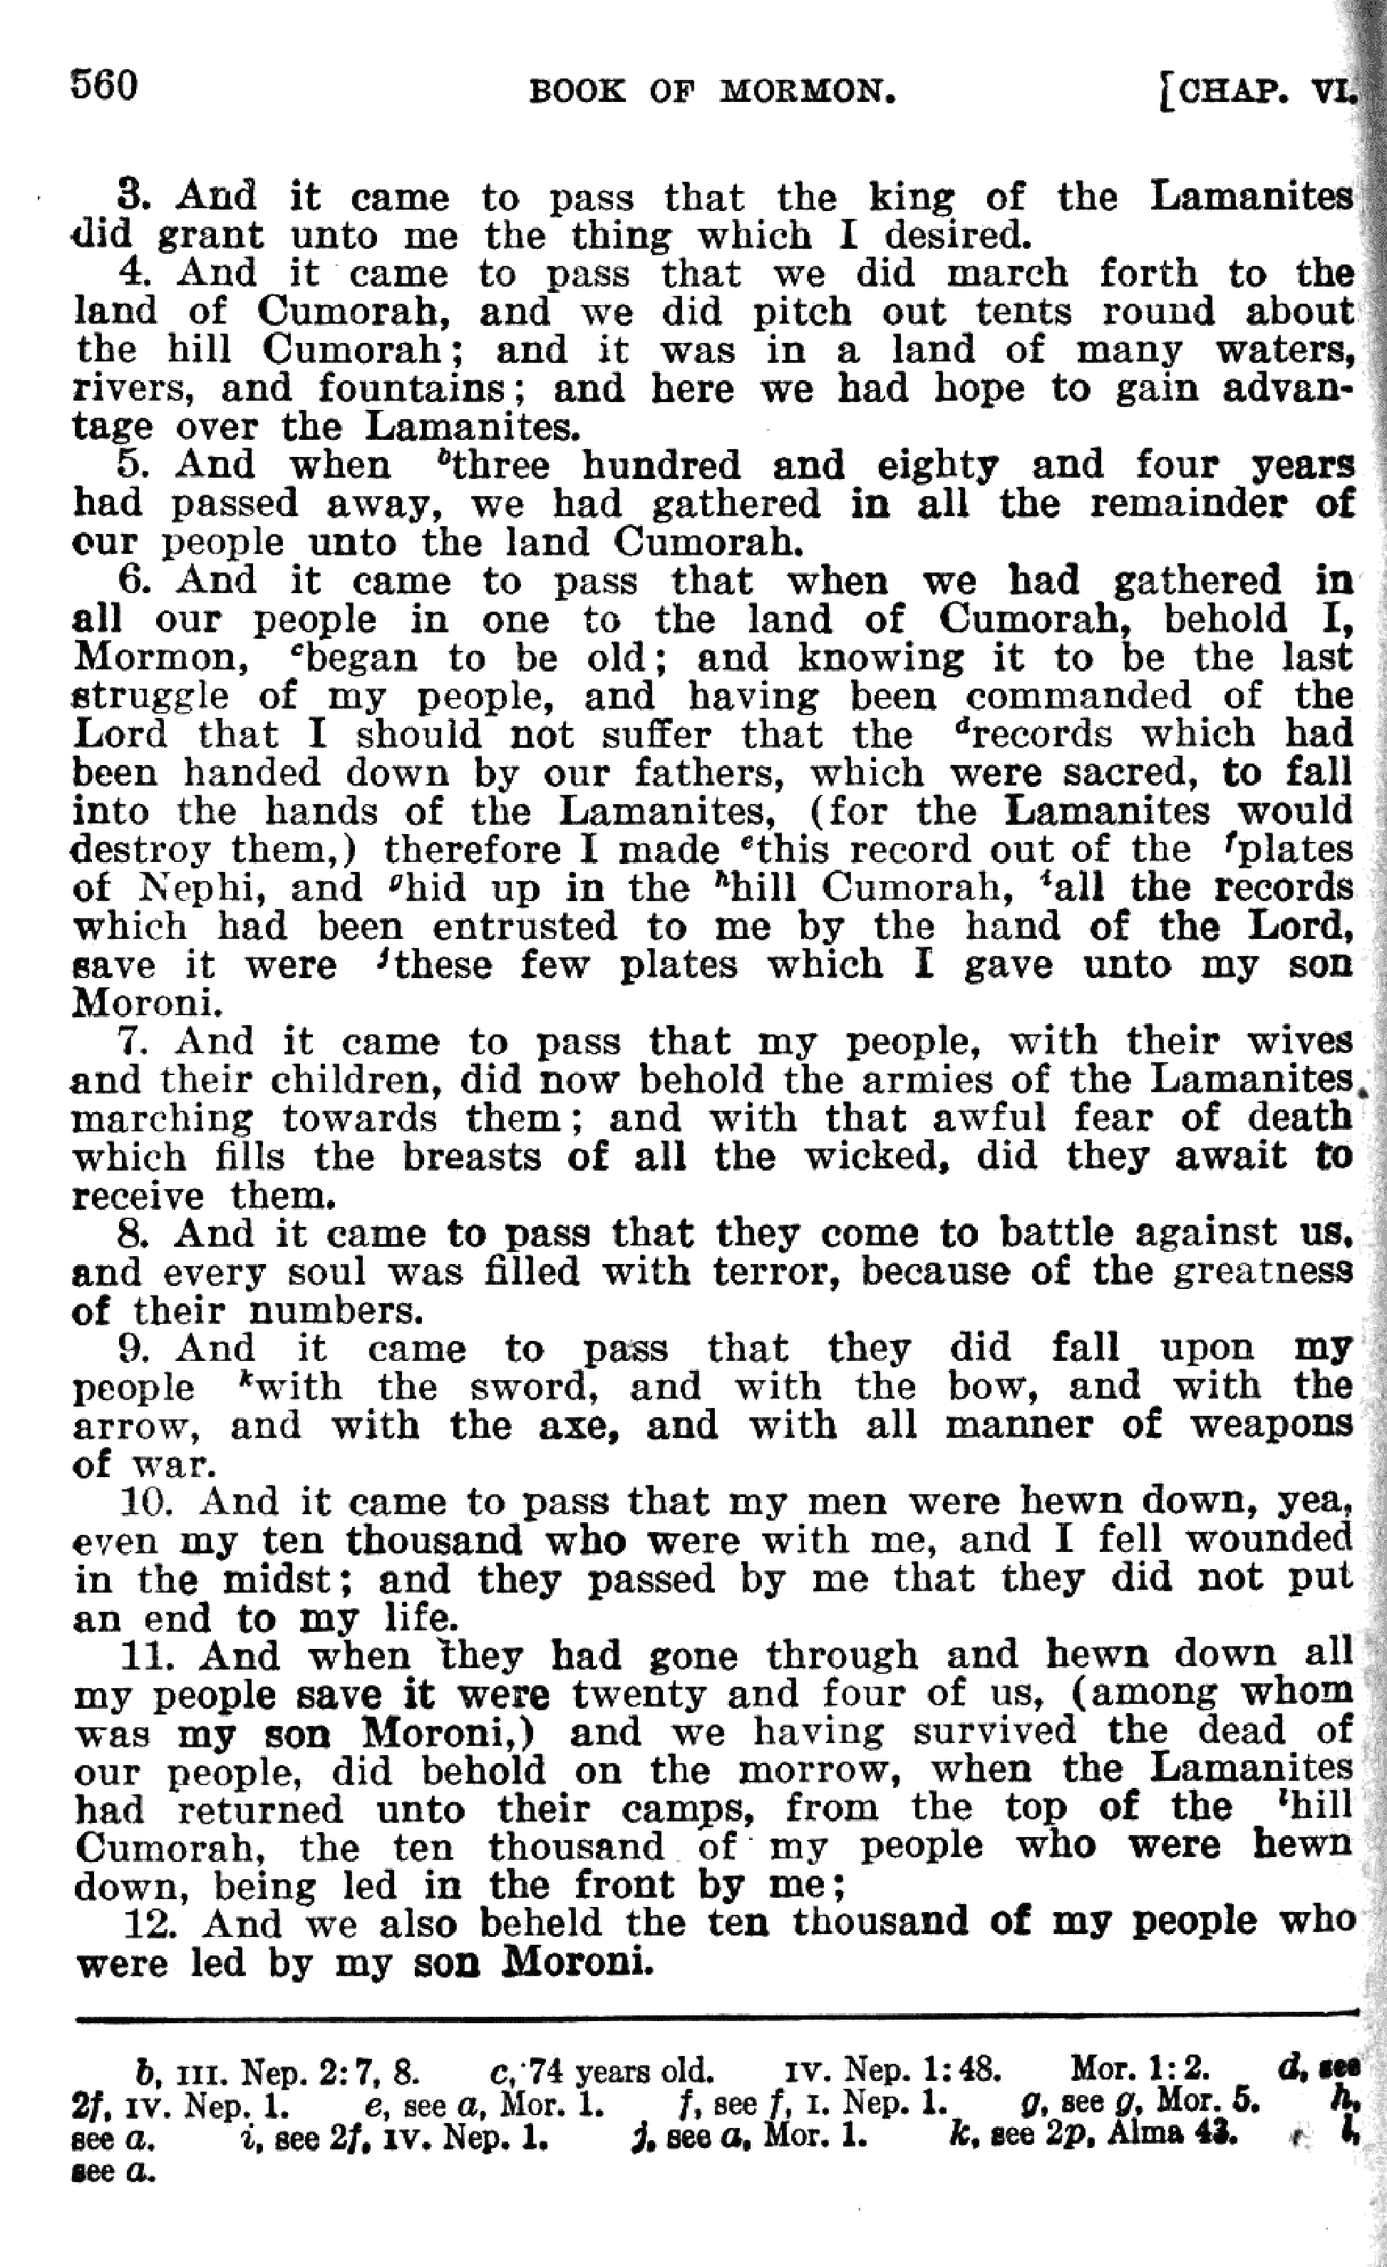 560 BOOK OF MORMON. [CHAP. VI.
3. And it came to pass that the king of the Lamanites
did grant unto me the thing which I desired.
4. And it came to pass that we did march forth to the
land of Cumorah, and we did pitch out tents round about
the hill Cumorah; and it was in a land of many waters,
rivers, and fountains; and here we had hope to gain advan-
tage over the Lamanites.
5. And when ᵇthree hundred and eighty and four years
had passed away, we had gathered in all the remainder of
our people unto the land Cumorah.
6. And it came to pass that when we had gathered in
all our people in one to the land of Cumorah, behold I,
Mormon, ᶜbegan to be old; and knowing it to be the last
struggle of my people, and having been commanded of the
Lord that I should not suffer that the ᵈrecords which had
been handed down by our fathers, which were sacred, to fall
into the hands of the Lamanites, (for the Lamanites would
destroy them,) therefore I made ᵉthis record out of the ᶠplates
of Nephi, and ᵍhid up in the ʰhill Cumorah, ⁱall the records
which had been entrusted to me by the hand of the Lord,
save it were ʲthese few plates which I gave unto my son
Moroni.
7. And it came to pass that my people, with their wives
and their children, did now behold the armies of the Lamanites
marching towards them; and with that awful fear of death
which fills the breasts of all the wicked, did they await to
receive them.
8. And it came to pass that they come to battle against us,
and every soul was filled with terror, because of the greatness
of their numbers.
9. And it came to pass that they did fall upon my
people ᵏwith the sword, and with the bow, and with the
arrow, and with the axe, and with all manner of weapons
of war.
10. And it came to pass that my men were hewn down, yea,
even my ten thousand who were with me, and I fell wounded
in the midst; and they passed by me that they did not put
an end to my life.
11. And when they had gone through and hewn down all
my people save it were twenty and four of us, (among whom
was my son Moroni,) and we having survived the dead of
our people, did behold on the morrow, when the Lamanites
had returned unto their camps, from the top of the ˡhill
Cumorah, the ten thousand of my people who were hewn
down, being led in the front by me;
12. And we also beheld the ten thousand of my people who
were led by my son Moroni.
b, III. Nep. 2:7, 8. c, 74 years old. IV. Nep. 1:48. Mor. 1:2. d, see
2f, IV. Nep. 1. e, see a, Mor. 1. f, see f, I. Nep. 1. g, see g, Mor. 5. h,
see a. i, see 2f, IV. Nep. 1. j, see a, Mor. 1. k, see 2p, Alma 43. l,
see a.